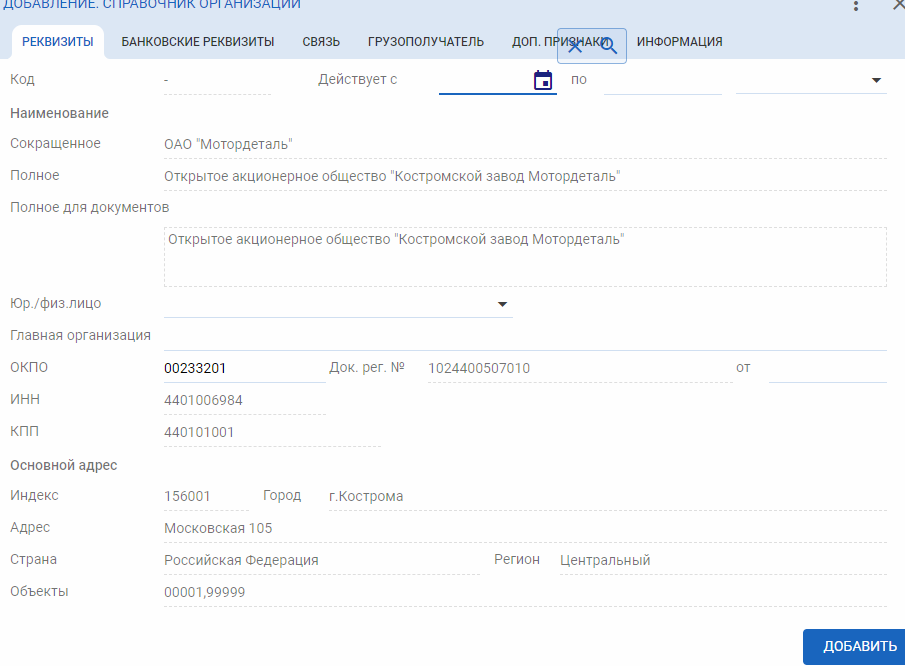 ДОБАВЛЕНИЕ. СПРАВОЧНИК ОРГАНИЗАЦИЙ
РЕКВИЗИТЫ БАНКОВСКИЕ РЕКВИЗИТЫ СВЯЗЬ ГРУЗОПОЛУЧАТЕЛЬ ДОП. ПРИЗНАКИ ИНФОРМАЦИЯ
Код - Действует с по
Наименование
Сокращенное ОАО "Мотордеталь"
Полное Открытое акционерное общество "Костромской завод Мотордеталь"
Полное для документов
Открытое акционерное общество "Костромской завод Мотордеталь"
Юр./физ.лицо
Главная организация
ОКПО 00233201 Док. рег. № 1024400507010 от
ИНН 4401006984
КПП 440101001
Основной адрес
Индекс 156001 Город г.Кострома
Адрес Московская 105
Страна Российская Федерация Регион Центральный
Объекты 00001,99999
ДОБАВИТЬ